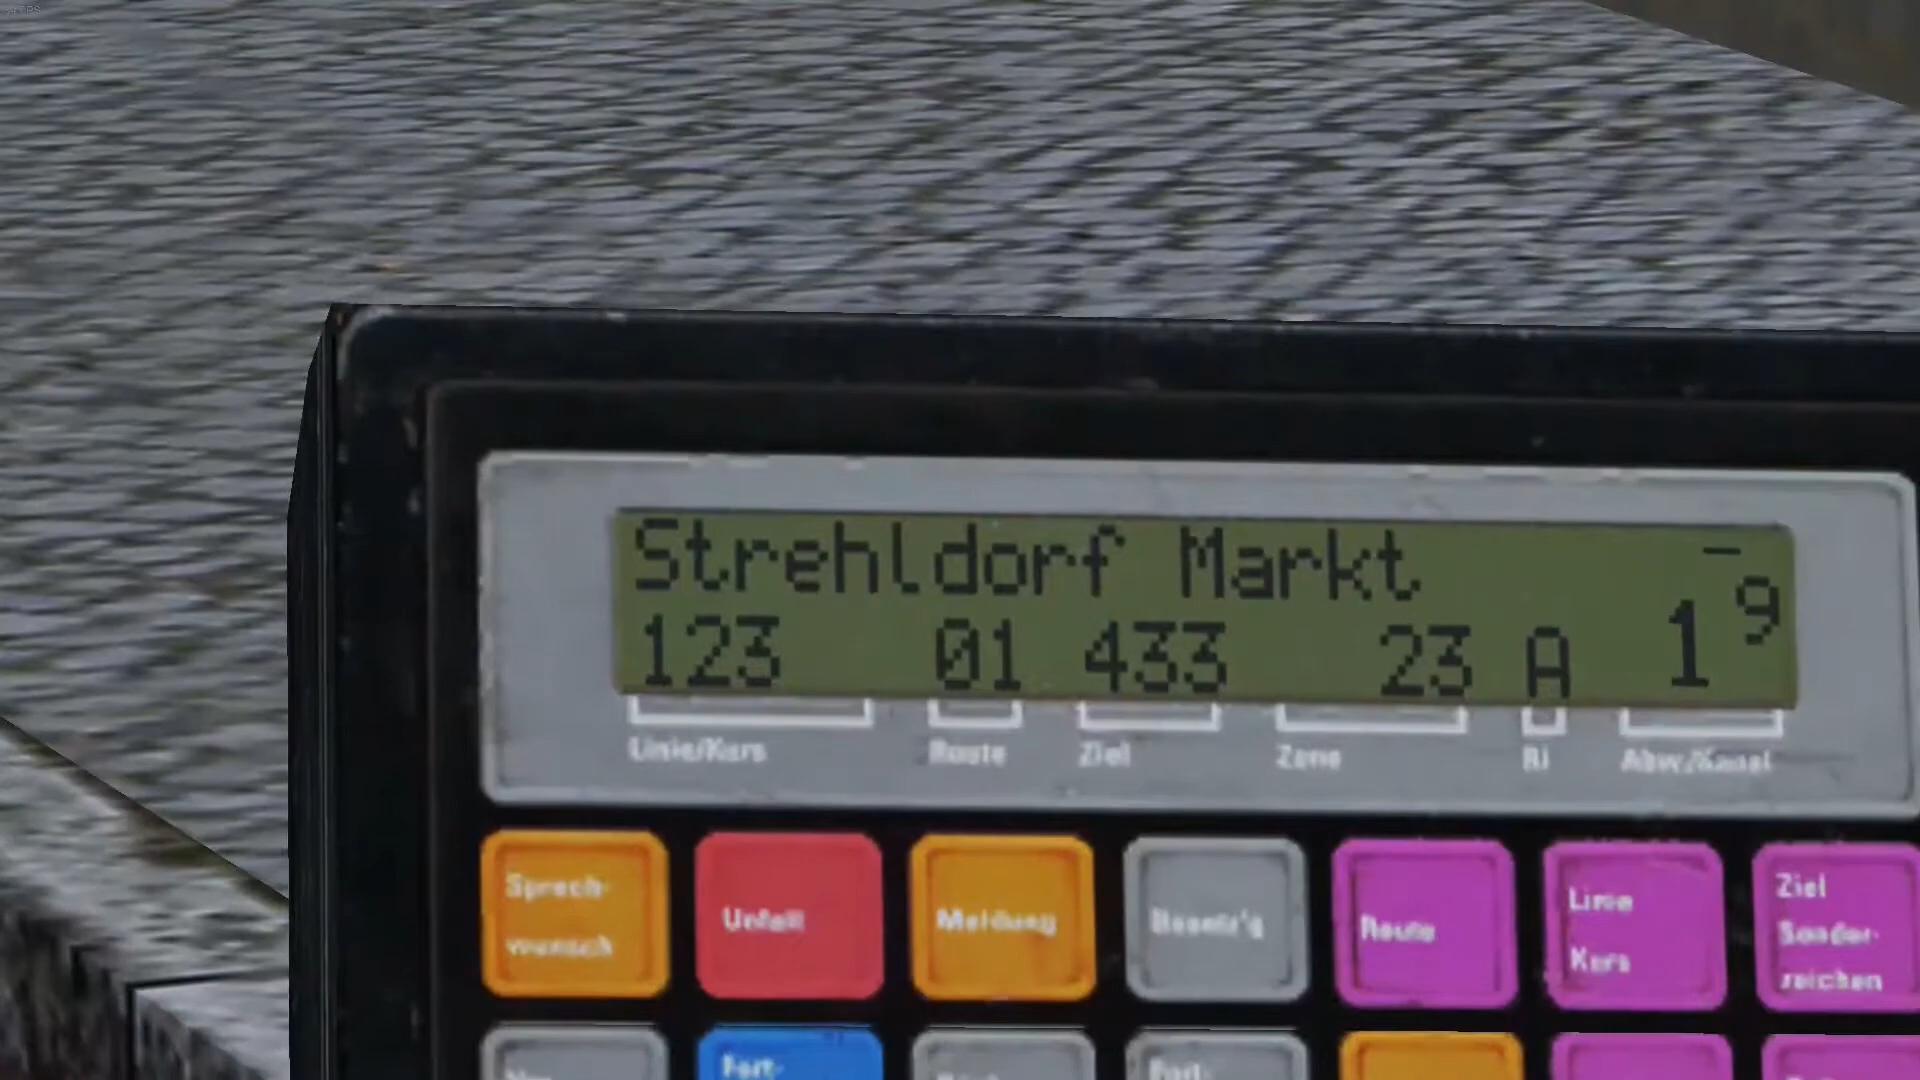 Strehldorf Markt
123 01 433 23 A 1 9
Linie/Kurs Route Ziel Zone Ri Abw./Kanal
Sprech-
wunsch
Unfall
Meldung
Route
Linie
Kurs
Ziel
Sonder-
zeichen
Fort-